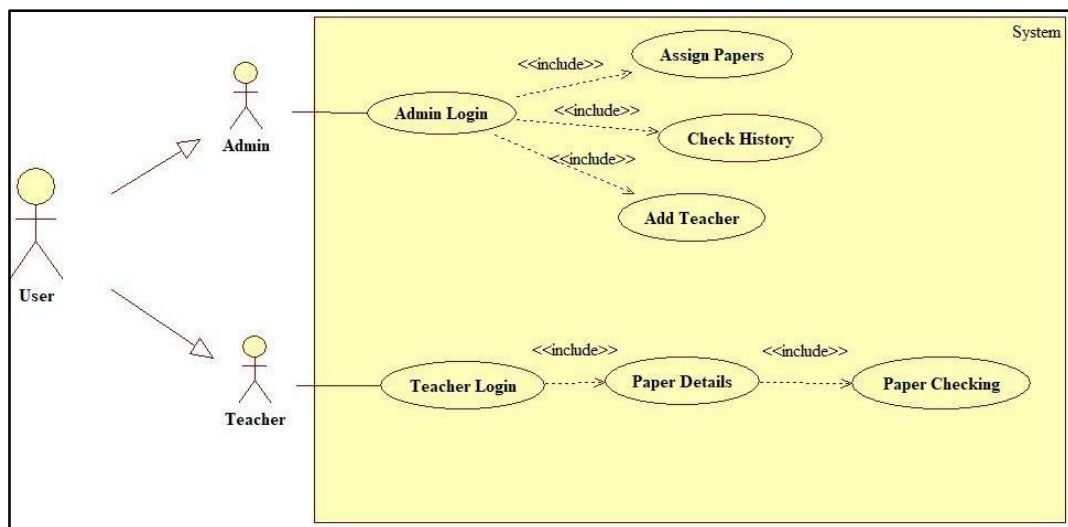 System
Assign Papers
<<include>>
Admin Login
<<include>>
Check History
Admin
<<include>>
Add Teacher
User
<<include>>
<<include>>
Teacher Login
Paper Details
Paper Checking
Teacher